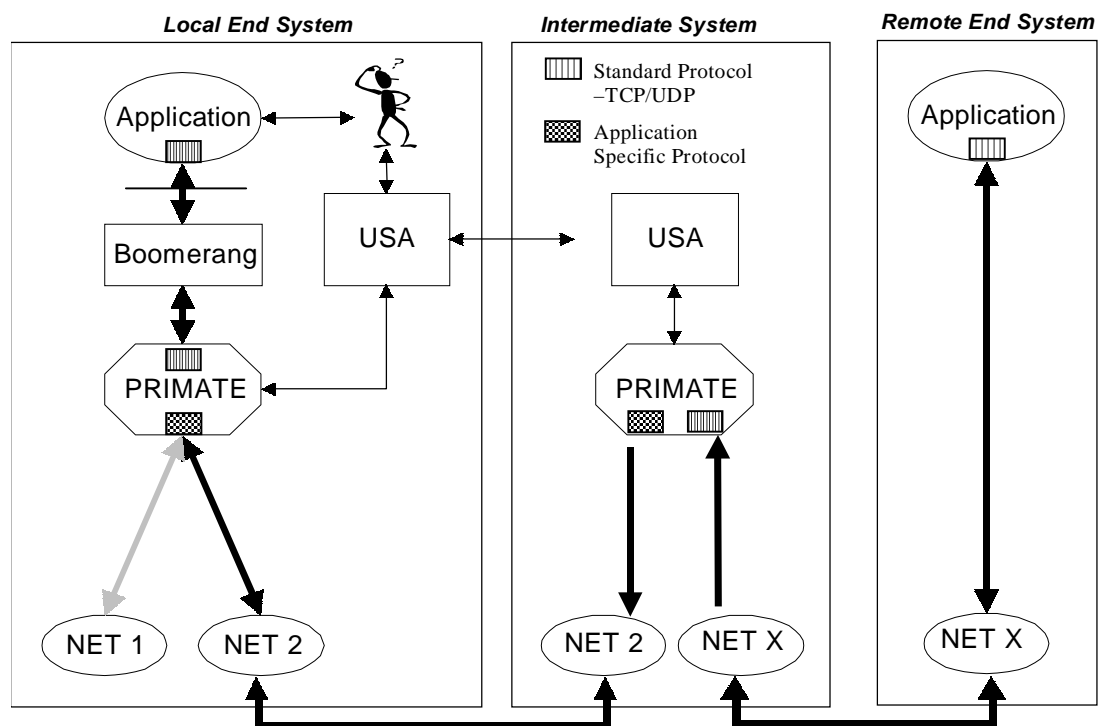 Local End System
Intermediate System
Remote End System
?
Application
Boomerang
USA
PRIMATE
NET 1
NET 2
Standard Protocol
–TCP/UDP
Application
Specific Protocol
USA
PRIMATE
NET 2
NET X
Application
NET X